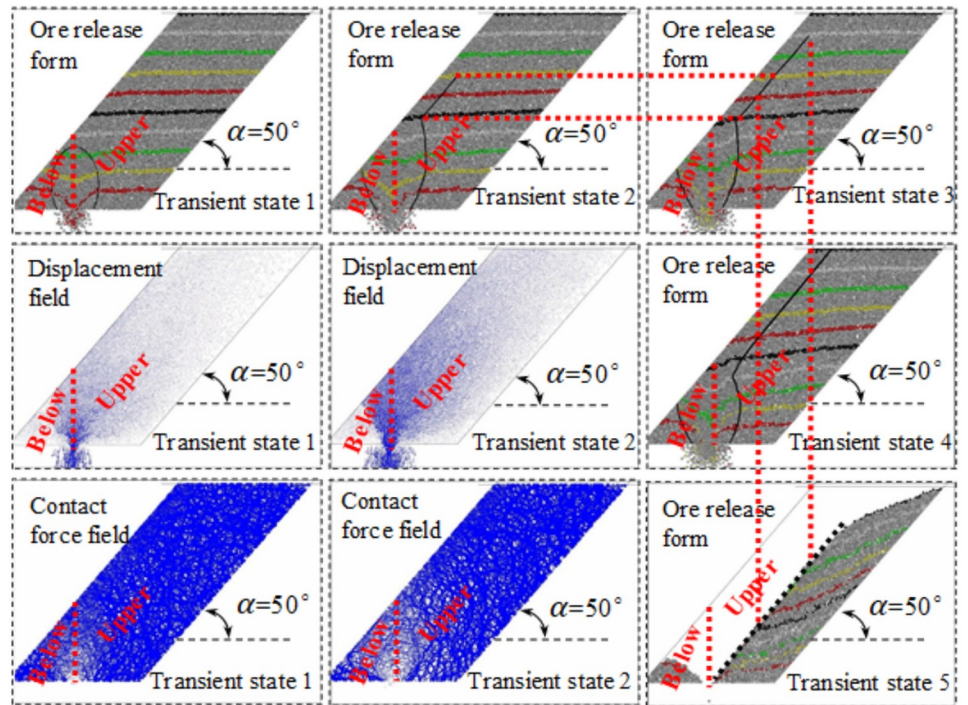 Ore release
form
α=50°
Below
Upper
Transient state 1
Ore release
form
α=50°
Below
Upper
Transient state 2
Ore release
form
α=50°
Below
Upper
Transient state 3
Displacement
field
α=50°
Below
Upper
Transient state 1
Displacement
field
α=50°
Below
Upper
Transient state 2
Ore release
form
α=50°
Below
Upper
Transient state 4
Contact
force field
α=50°
Below
Upper
Transient state 1
Contact
force field
α=50°
Below
Upper
Transient state 2
Ore release
form
α=50°
Below
Upper
Transient state 5